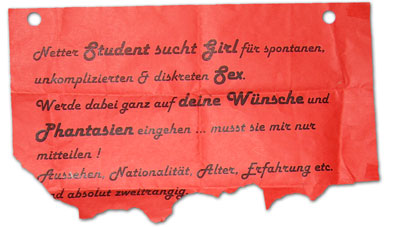 Netter Student sucht Girl für spontanen,
unkomplizierten & diskreten Sex.
Werde dabei ganz auf deine Wünsche und
Phantasien eingehen ... musst sie mir nur
mitteilen !
Aussehen, Nationalität, Alter, Erfahrung etc.
nd absolut zweitrangig.